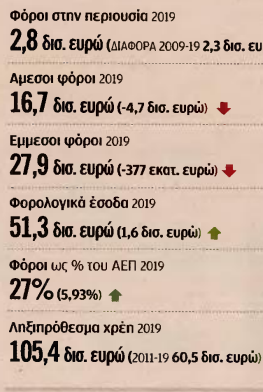 Φόροι στην περιουσία 2019
2,8 δισ. ευρώ (ΔΙΑΦΟΡΑ 2009-19 2,3 δισ. ευ
Αμεσοι φόροι 2019
16,7 δισ. ευρώ (-4,7 δισ. ευρώ)
Εμμεσοι φόροι 2019
27,9 δισ. ευρώ (-377 εκατ. ευρώ)
Φορολογικά έσοδα 2019
51,3 δισ. ευρώ (1,6 δισ. ευρώ)
Φόροι ως % του ΑΕΠ 2019
27% (5,93%)
Ληξιπρόθεσμα χρέη 2019
105,4 δισ. ευρώ (2011-19 60,5 δισ. ευρώ)